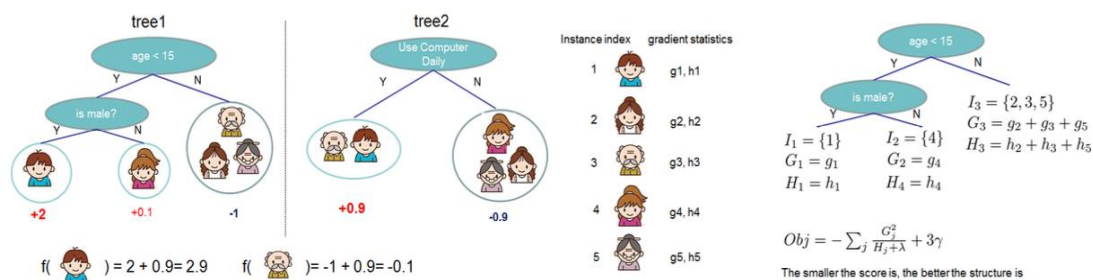 tree1
age < 15
Y
N
is male?
Y
N
+2
+0.1
-1
f( ) = 2 + 0.9= 2.9
tree2
Use Computer
Daily
Y
N
+0.9
-0.9
f( )= -1 + 0.9= -0.1
Instance index gradient statistics
1 g1, h1
2 g2, h2
3 g3, h3
4 g4, h4
5 g5, h5
age < 15
Y
N
is male?
Y
N
I₁ = {1}
G₁ = g₁
H₁ = h₁
I₂ = {4}
G₂ = g₄
H₄ = h₄
I₃ = {2, 3, 5}
G₃ = g₂ + g₃ + g₅
H₃ = h₂ + h₃ + h₅
Obj = −∑ⱼ Gⱼ²/(Hⱼ+λ) + 3γ
The smaller the score is, the better the structure is